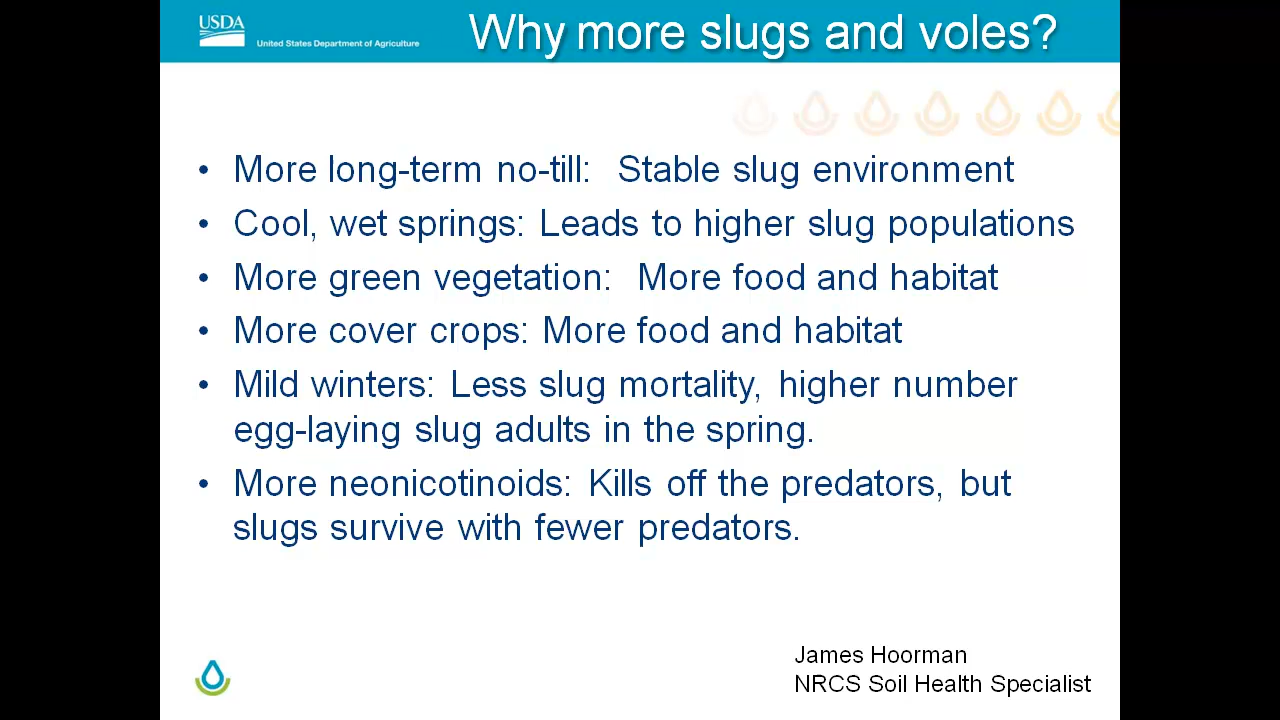 USDA
United States Department of Agriculture
Why more slugs and voles?
• More long-term no-till: Stable slug environment
• Cool, wet springs: Leads to higher slug populations
• More green vegetation: More food and habitat
• More cover crops: More food and habitat
• Mild winters: Less slug mortality, higher number
egg-laying slug adults in the spring.
• More neonicotinoids: Kills off the predators, but
slugs survive with fewer predators.
James Hoorman
NRCS Soil Health Specialist